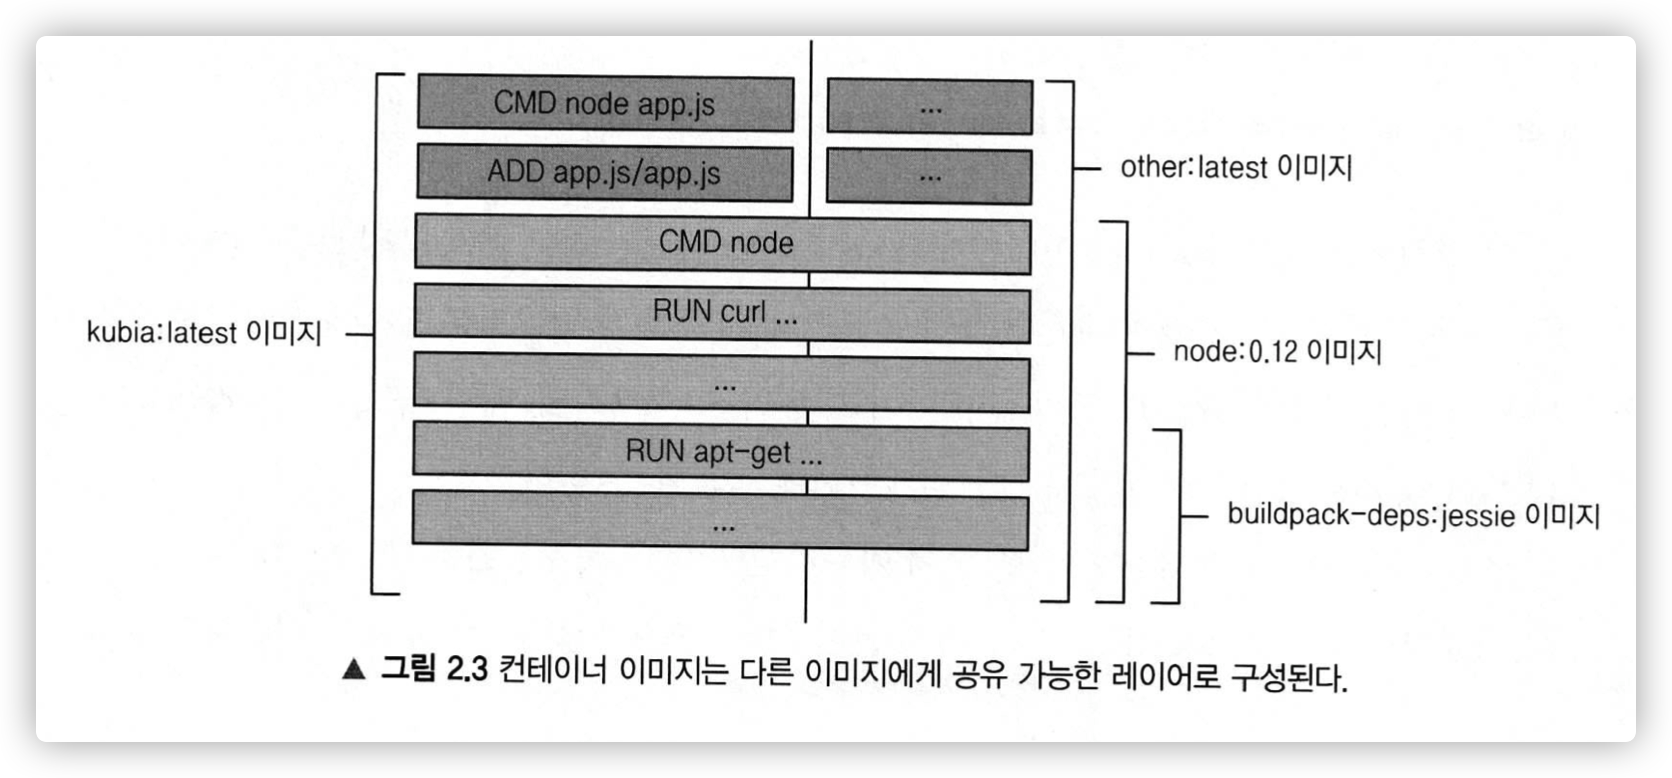 CMD node app.js
...
ADD app.js/app.js
...
other:latest 이미지
CMD node
RUN curl ...
kubia:latest 이미지
node:0.12 이미지
...
RUN apt-get ...
...
buildpack-deps:jessie 이미지
▲ 그림 2.3 컨테이너 이미지는 다른 이미지에게 공유 가능한 레이어로 구성된다.